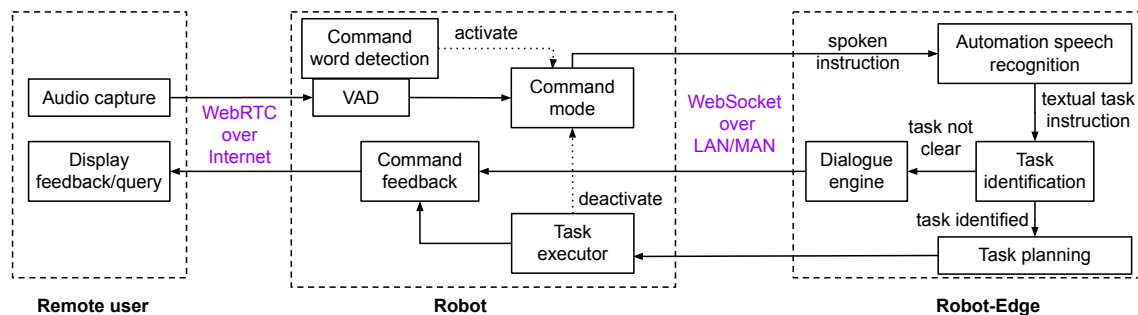 Command
word detection
activate
Audio capture
VAD
Command
mode
spoken
instruction
Automation speech
recognition
WebRTC
over
Internet
WebSocket
over
LAN/MAN
textual task
instruction
task not
clear
Display
feedback/query
Command
feedback
Dialogue
engine
Task
identification
deactivate
task identified
Task
executor
Task planning
Remote user
Robot
Robot-Edge